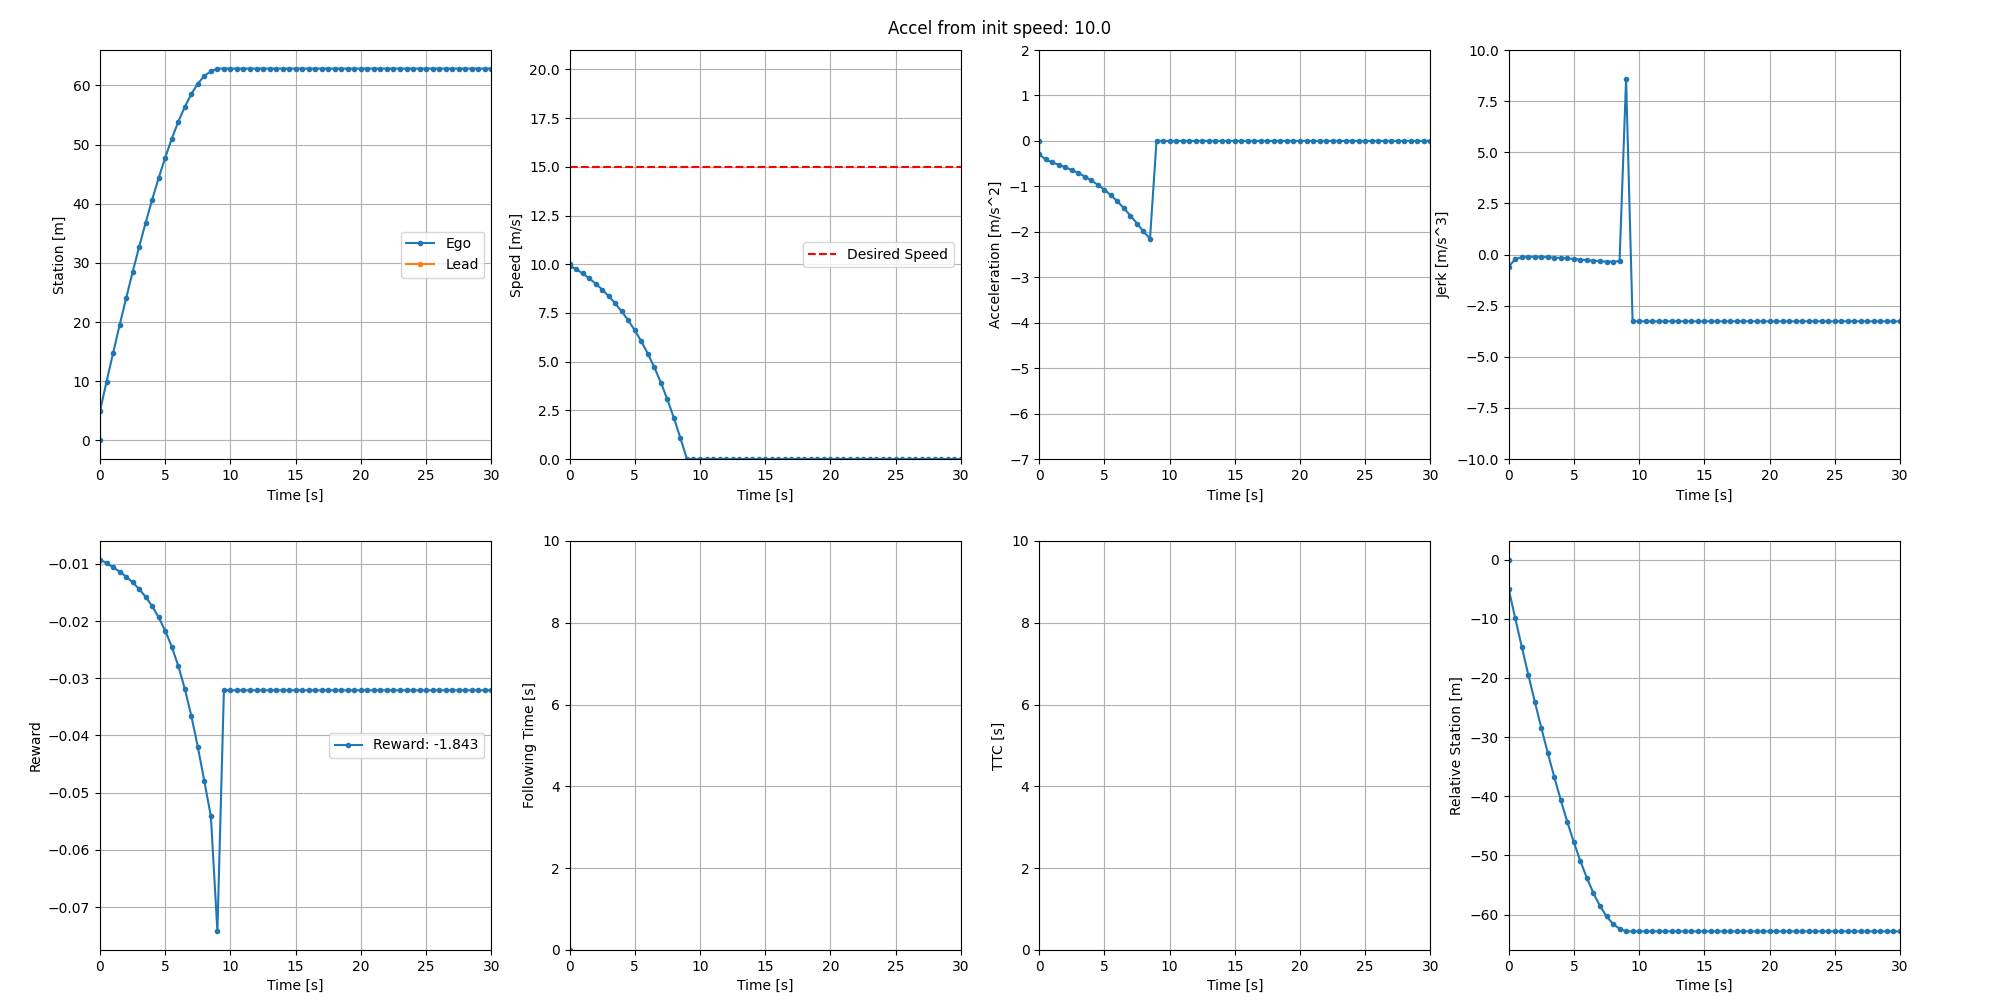 Accel from init speed: 10.0
60
50
40
30
20
10
0
Station [m]
Ego
Lead
0 5 10 15 20 25 30
Time [s]
20.0
17.5
15.0
12.5
10.0
7.5
5.0
2.5
0.0
Speed [m/s]
Desired Speed
0 5 10 15 20 25 30
Time [s]
2
1
0
−1
−2
−3
−4
−5
−6
−7
Acceleration [m/s^2]
0 5 10 15 20 25 30
Time [s]
10.0
7.5
5.0
2.5
0.0
−2.5
−5.0
−7.5
−10.0
Jerk [m/s^3]
0 5 10 15 20 25 30
Time [s]
−0.01
−0.02
−0.03
−0.04
−0.05
−0.06
−0.07
Reward
Reward: -1.843
0 5 10 15 20 25 30
Time [s]
10
8
6
4
2
0
Following Time [s]
0 5 10 15 20 25 30
Time [s]
10
8
6
4
2
0
TTC [s]
0 5 10 15 20 25 30
Time [s]
0
−10
−20
−30
−40
−50
−60
Relative Station [m]
0 5 10 15 20 25 30
Time [s]